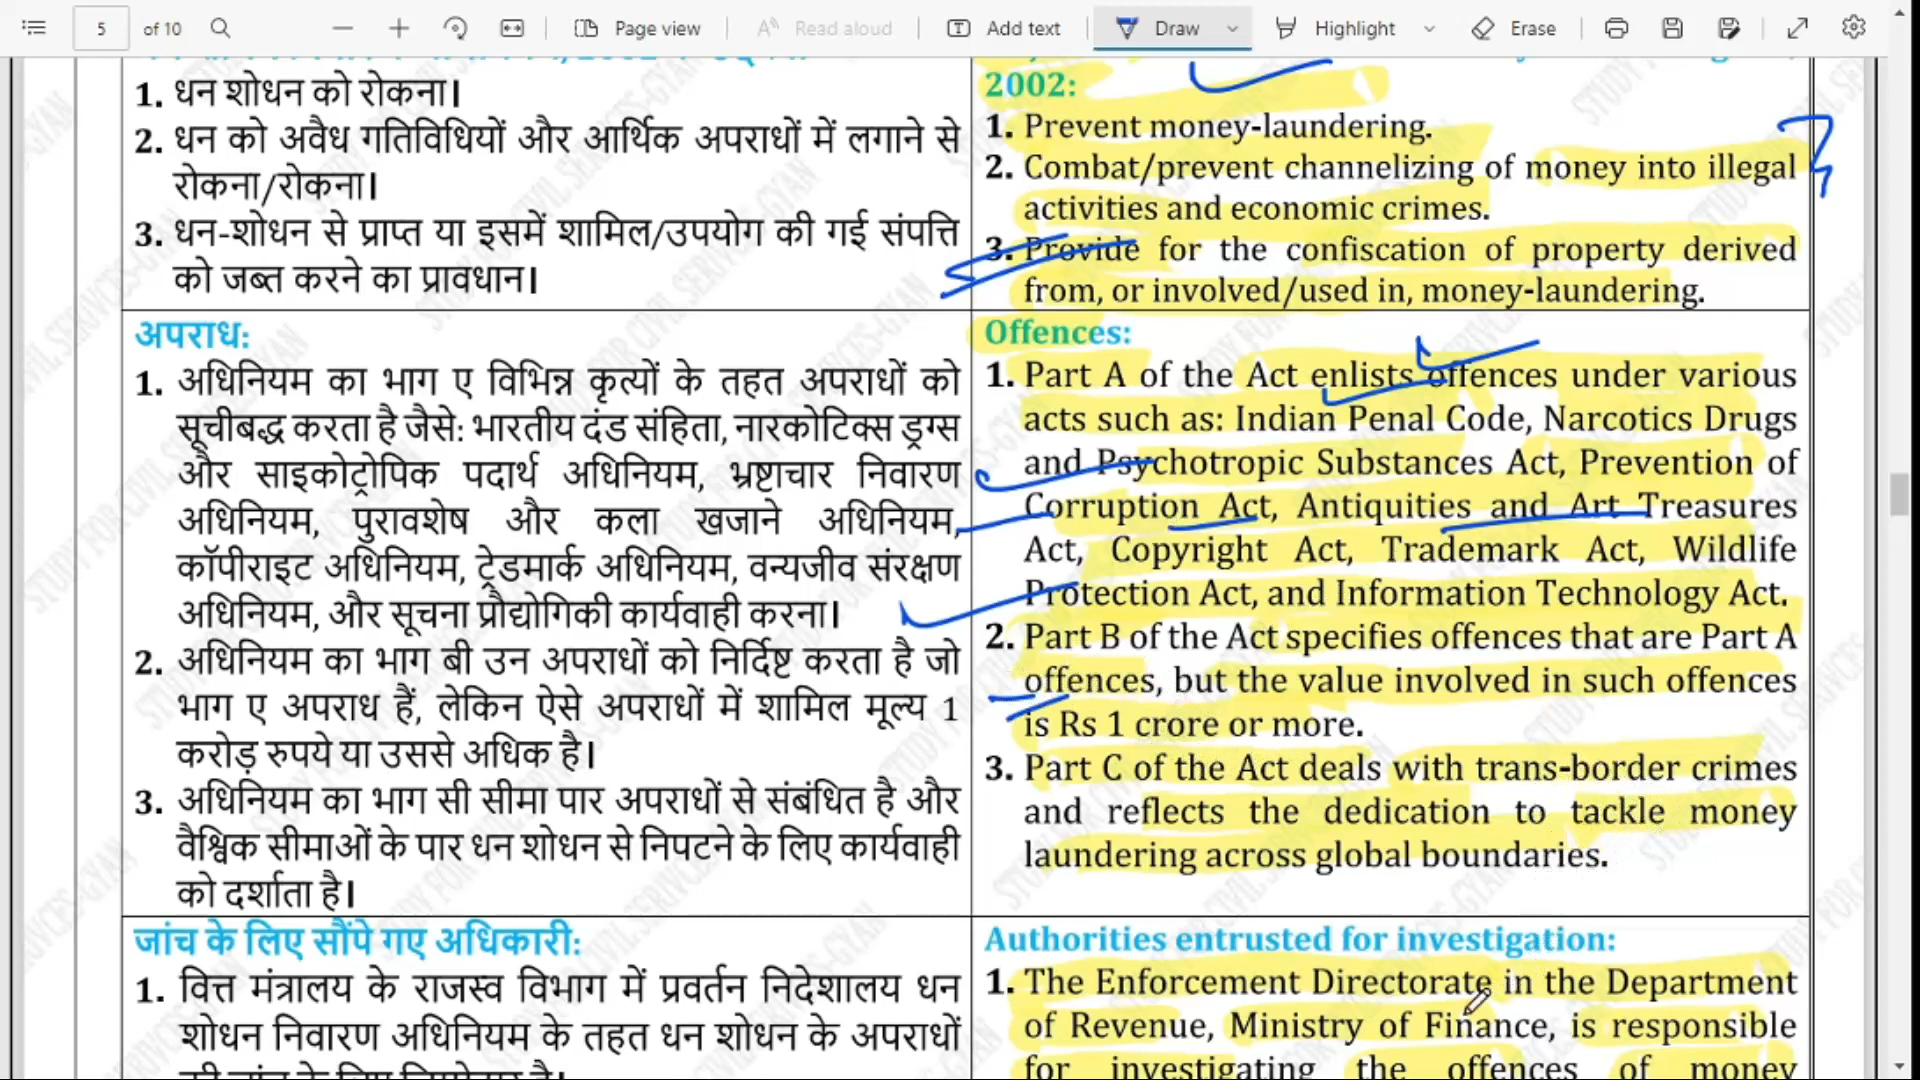 5 of 10 Page view Read aloud Add text Draw Highlight Erase
1. धन शोधन को रोकना।
2. धन को अवैध गतिविधियों और आर्थिक अपराधों में लगाने से
रोकना/रोकना।
3. धन-शोधन से प्राप्त या इसमें शामिल/उपयोग की गई संपत्ति
को जब्त करने का प्रावधान।
2002:
1. Prevent money-laundering.
2. Combat/prevent channelizing of money into illegal
activities and economic crimes.
3. Provide for the confiscation of property derived
from, or involved/used in, money-laundering.
अपराध:
1. अधिनियम का भाग ए विभिन्न कृत्यों के तहत अपराधों को
सूचीबद्ध करता है जैसे: भारतीय दंड संहिता, नारकोटिक्स ड्रग्स
और साइकोट्रोपिक पदार्थ अधिनियम, भ्रष्टाचार निवारण
अधिनियम, पुरावशेष और कला खजाने अधिनियम,
कॉपीराइट अधिनियम, ट्रेडमार्क अधिनियम, वन्यजीव संरक्षण
अधिनियम, और सूचना प्रौद्योगिकी कार्यवाही करना।
2. अधिनियम का भाग बी उन अपराधों को निर्दिष्ट करता है जो
भाग ए अपराध हैं, लेकिन ऐसे अपराधों में शामिल मूल्य 1
करोड़ रुपये या उससे अधिक है।
3. अधिनियम का भाग सी सीमा पार अपराधों से संबंधित है और
वैश्विक सीमाओं के पार धन शोधन से निपटने के लिए कार्यवाही
को दर्शाता है।
Offences:
1. Part A of the Act enlists offences under various
acts such as: Indian Penal Code, Narcotics Drugs
and Psychotropic Substances Act, Prevention of
Corruption Act, Antiquities and Art Treasures
Act, Copyright Act, Trademark Act, Wildlife
Protection Act, and Information Technology Act.
2. Part B of the Act specifies offences that are Part A
offences, but the value involved in such offences
is Rs 1 crore or more.
3. Part C of the Act deals with trans-border crimes
and reflects the dedication to tackle money
laundering across global boundaries.
जांच के लिए सौंपे गए अधिकारी:
1. वित्त मंत्रालय के राजस्व विभाग में प्रवर्तन निदेशालय धन
शोधन निवारण अधिनियम के तहत धन शोधन के अपराधों
Authorities entrusted for investigation:
1. The Enforcement Directorate in the Department
of Revenue, Ministry of Finance, is responsible
for investigating the offences of money